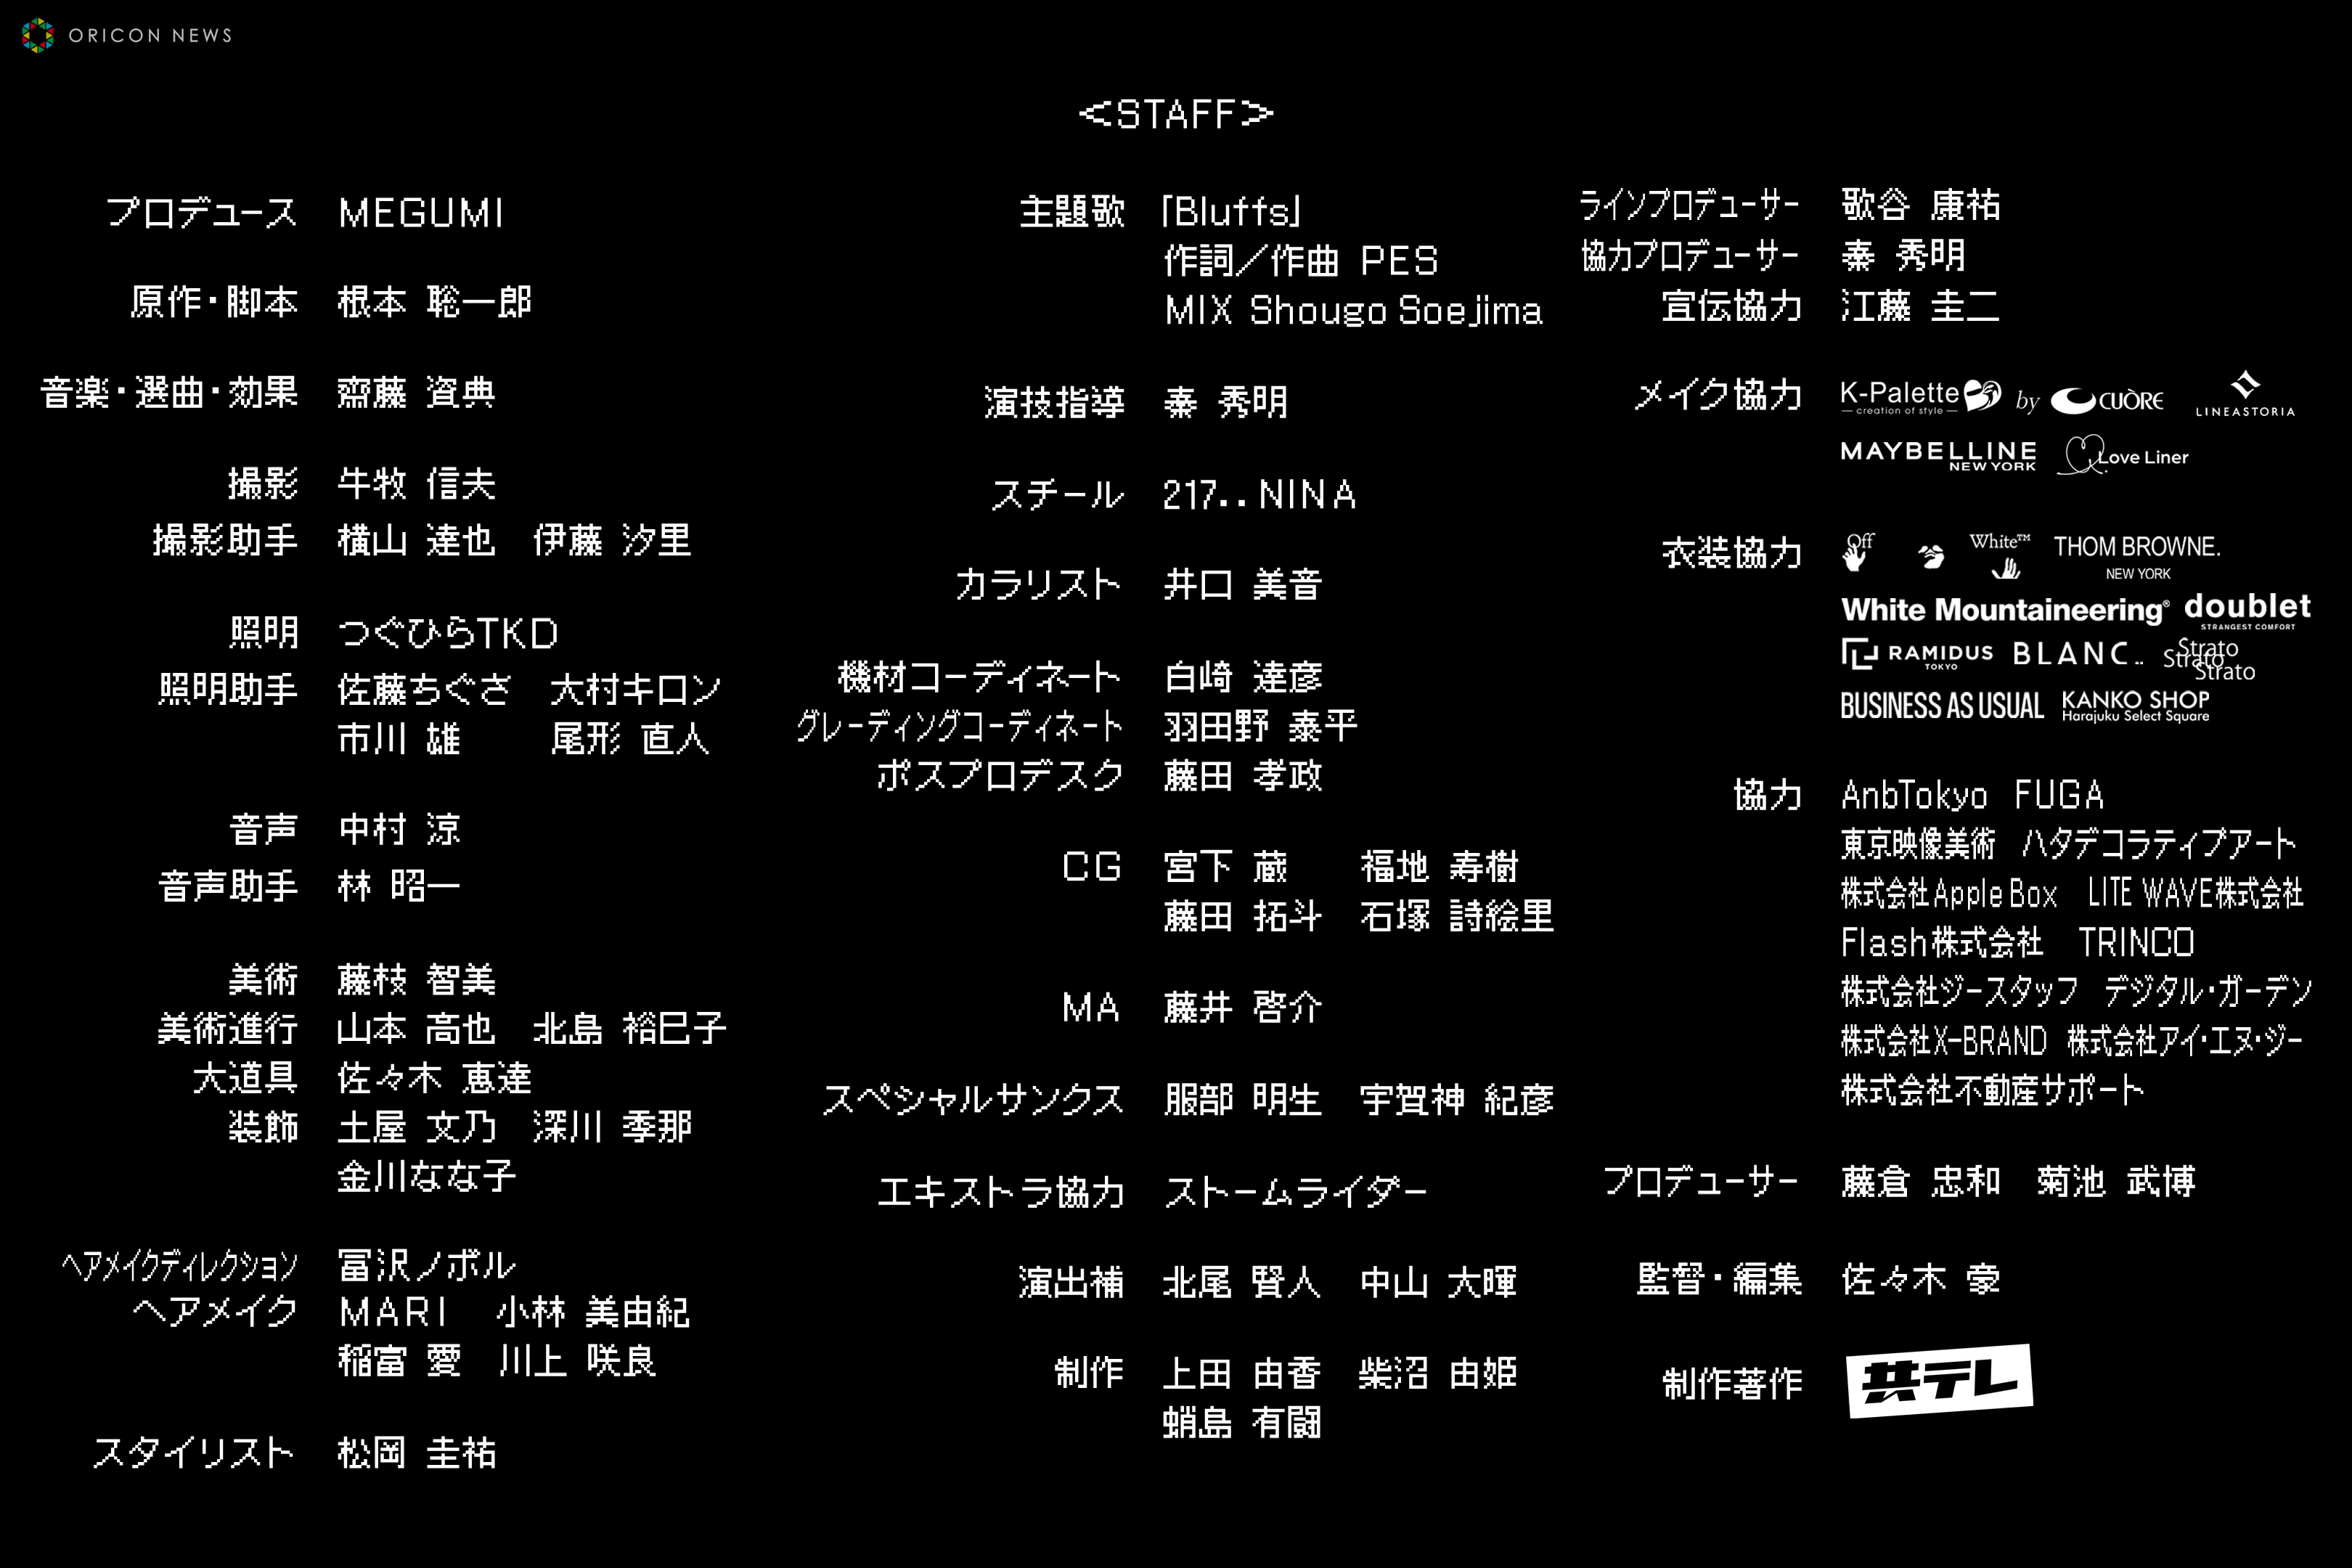 ORICON NEWS
<STAFF>
プロデュース MEGUMI
原作・脚本 根本 聡一郎
音楽・選曲・効果 齋藤 資典
撮影 牛牧 信夫
撮影助手 横山 達也 伊藤 汐里
照明 つぐひらTKD
照明助手 佐藤ちぐさ 大村キロン
市川 雄 尾形 直人
音声 中村 涼
音声助手 林 昭一
美術 藤枝 智美
美術進行 山本 高也 北島 裕巳子
大道具 佐々木 恵達
装飾 土屋 文乃 深川 季那
金川なな子
ヘアメイクディレクション 冨沢ノボル
ヘアメイク MARI 小林 美由紀
稲富 愛 川上 咲良
スタイリスト 松岡 圭祐
主題歌 「Bluffs」
作詞／作曲 PES
MIX Shougo Soejima
演技指導 秦 秀明
スチール 217..NINA
カラリスト 井口 美音
機材コーディネート 白崎 達彦
グレーディングコーディネート 羽田野 泰平
ポスプロデスク 藤田 孝政
CG 宮下 蔵 福地 寿樹
藤田 拓斗 石塚 詩絵里
MA 藤井 啓介
スペシャルサンクス 服部 明生 宇賀神 紀彦
エキストラ協力 ストームライダー
演出補 北尾 賢人 中山 大暉
制作 上田 由香 柴沼 由姫
蛸島 有闘
ラインプロデューサー 歌谷 康祐
協力プロデューサー 秦 秀明
宣伝協力 江藤 圭二
メイク協力 K-Palette by CUÒRE LINEASTORIA
creation of style
MAYBELLINE Love Liner
NEW YORK
衣装協力 Off White™ THOM BROWNE.
NEW YORK
White Mountaineering® doublet
STRANGEST COMFORT
RAMIDUS BLANC.. Strato
TOKYO Strato
Strato
BUSINESS AS USUAL KANKO SHOP
Harajuku Select Square
協力 AnbTokyo FUGA
東京映像美術 ハタデコラティブアート
株式会社Apple Box LITE WAVE株式会社
Flash株式会社 TRINCO
株式会社ジースタッフ デジタル・ガーデン
株式会社X-BRAND 株式会社アイ・エヌ・ジー
株式会社不動産サポート
プロデューサー 藤倉 忠和 菊池 武博
監督・編集 佐々木 豪
制作著作 共テレ